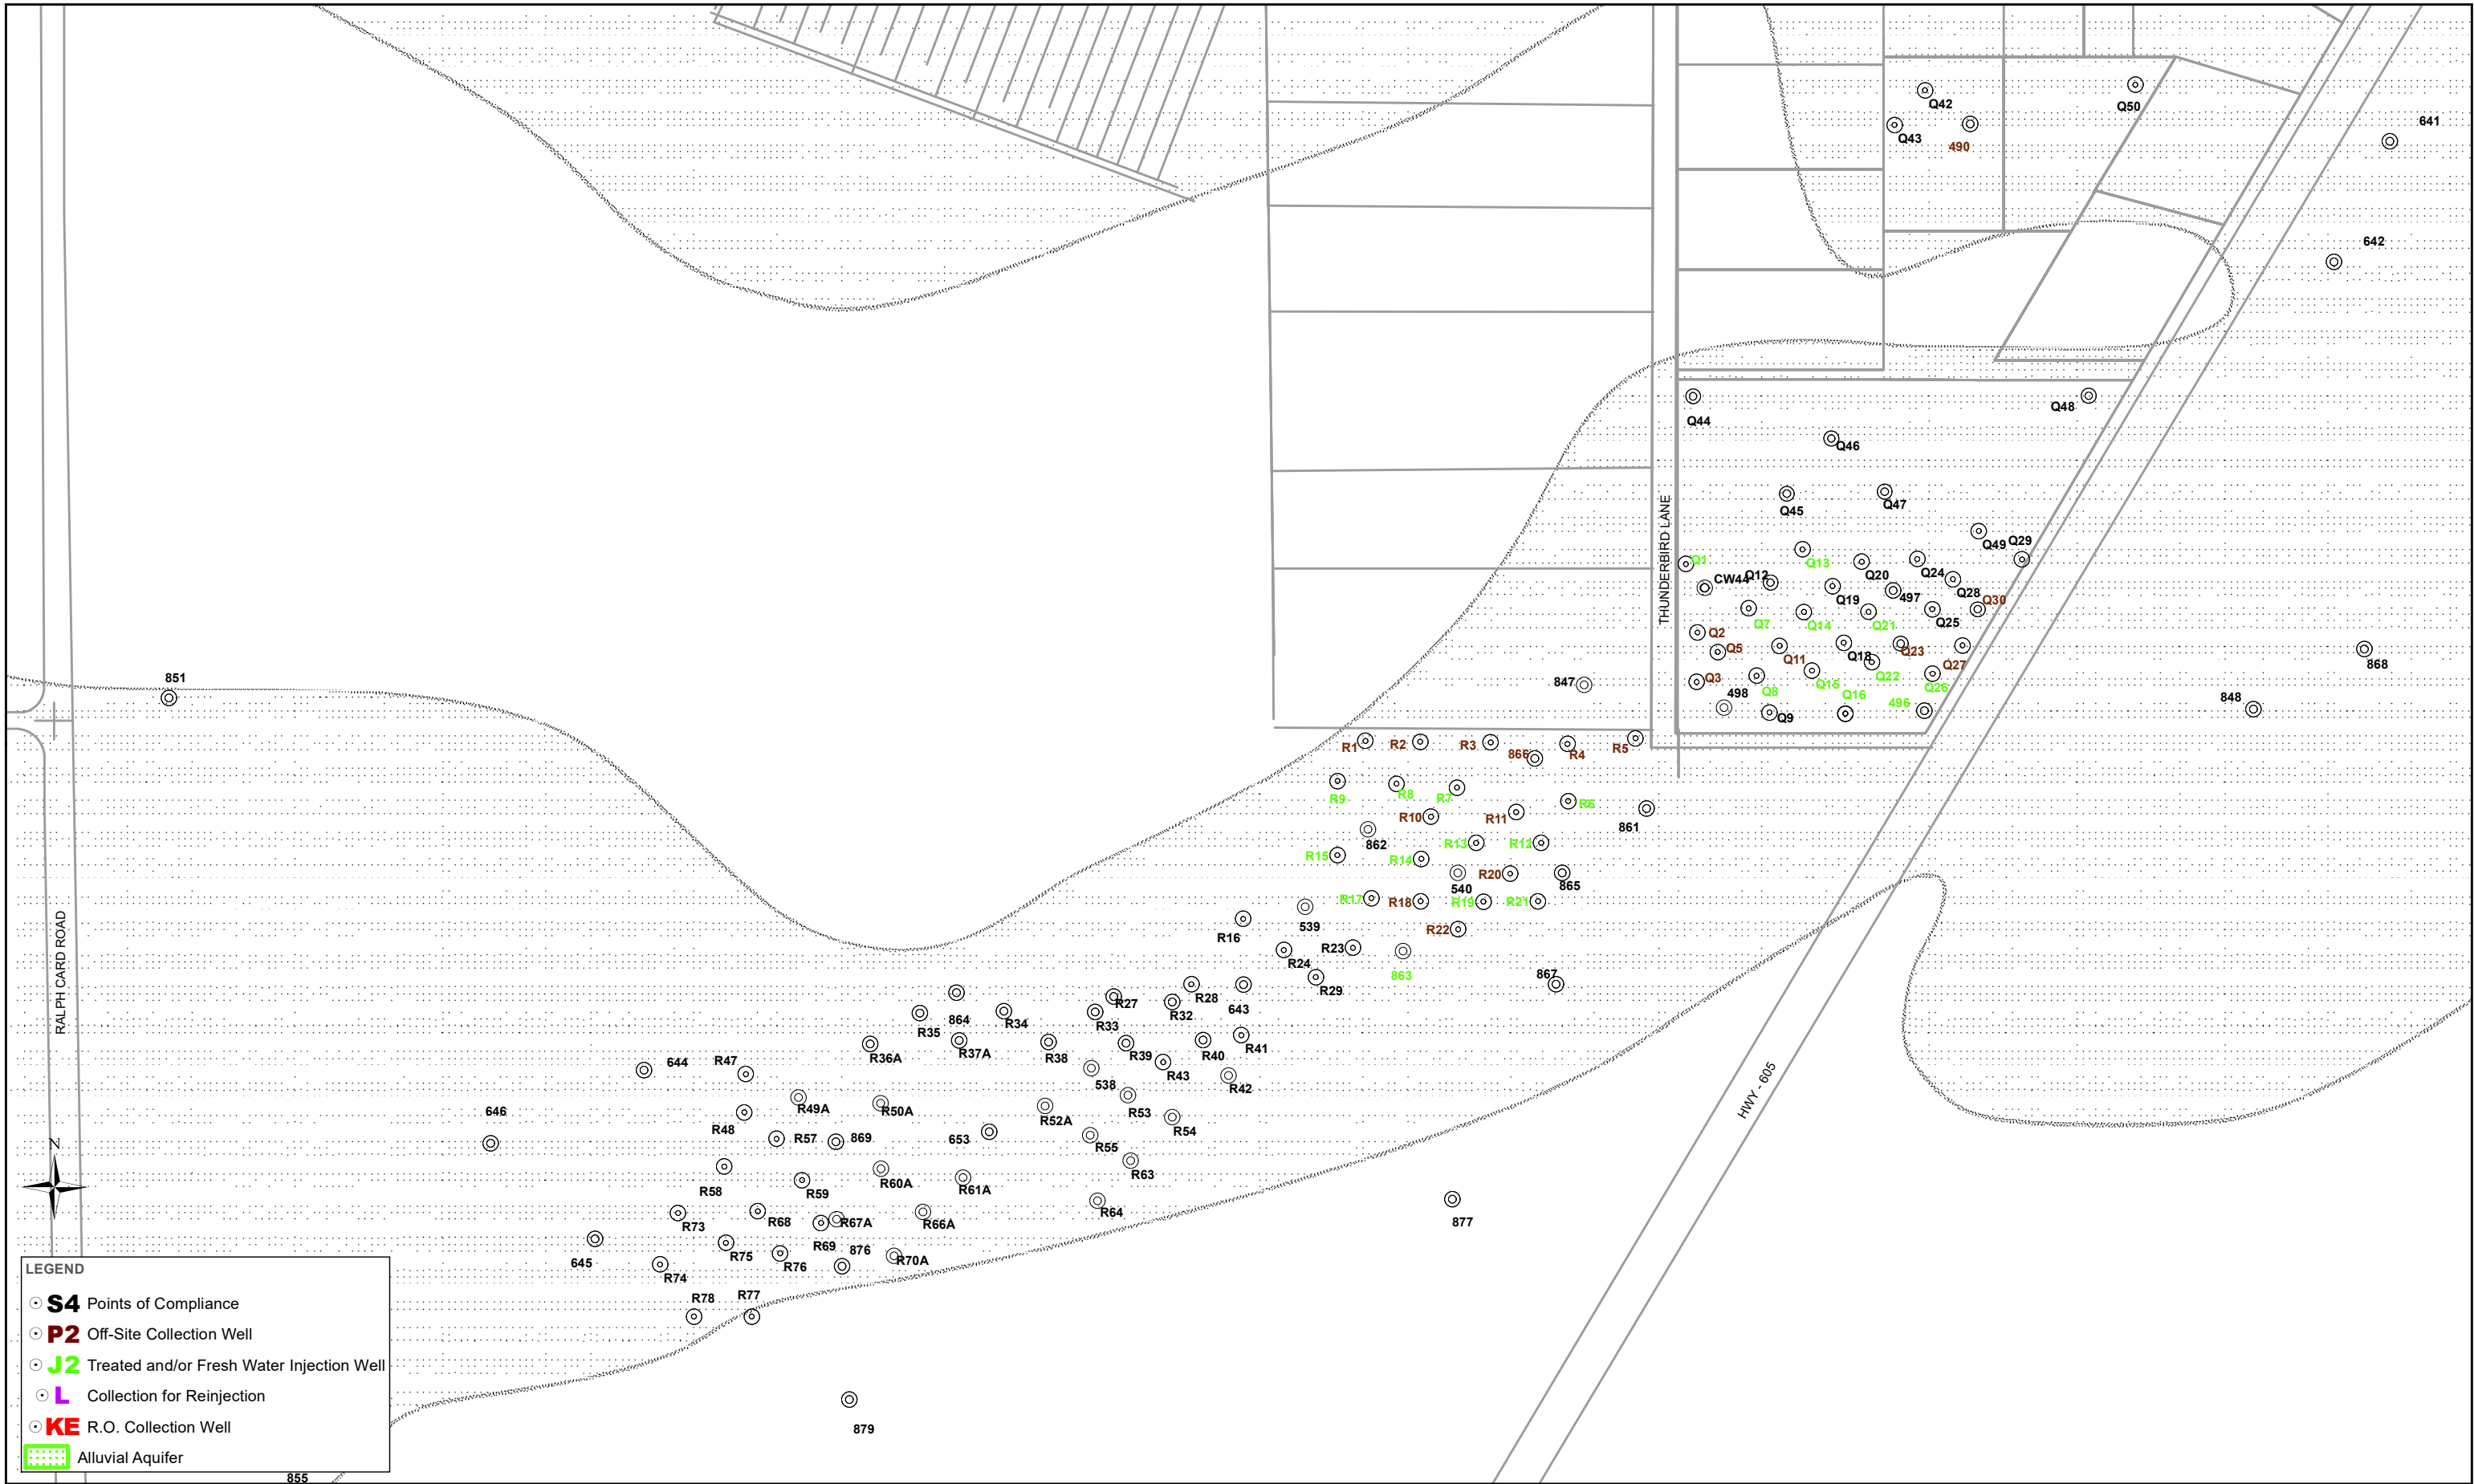 Q42
Q50
641
Q43
490
642
Q44
Q48
Q46
Q45
Q47
THUNDERBIRD LANE
Q49
Q29
Q1
Q13
CW44
Q12
Q20
Q24
Q19
497
Q28
Q30
Q7
Q14
Q21
Q25
Q2
Q5
Q11
Q18
Q23
Q27
868
851
Q3
498
Q8
Q15
Q16
Q22
Q26
496
847
Q9
848
R1
R2
R3
866
R4
R5
R9
R8
R7
R6
R10
R11
861
862
R13
R12
R15
R14
540
R20
865
R17
R18
R19
R21
539
R16
R22
R23
R24
863
867
R29
RALPH CARD ROAD
864
R35
R34
R27
R33
R28
R32
643
R36A
R37A
R38
R39
R40
R41
644
R47
538
R43
R42
HWY - 605
646
R49A
R50A
R52A
R53
R54
R48
R57
869
653
R55
R63
N
R58
R59
R60A
R61A
R64
R73
R68
R67A
R66A
645
R75
R69
876
R70A
R74
R76
877
R78
R77
879
LEGEND
S4 Points of Compliance
P2 Off-Site Collection Well
J2 Treated and/or Fresh Water Injection Well
L Collection for Reinjection
KE R.O. Collection Well
Alluvial Aquifer
855